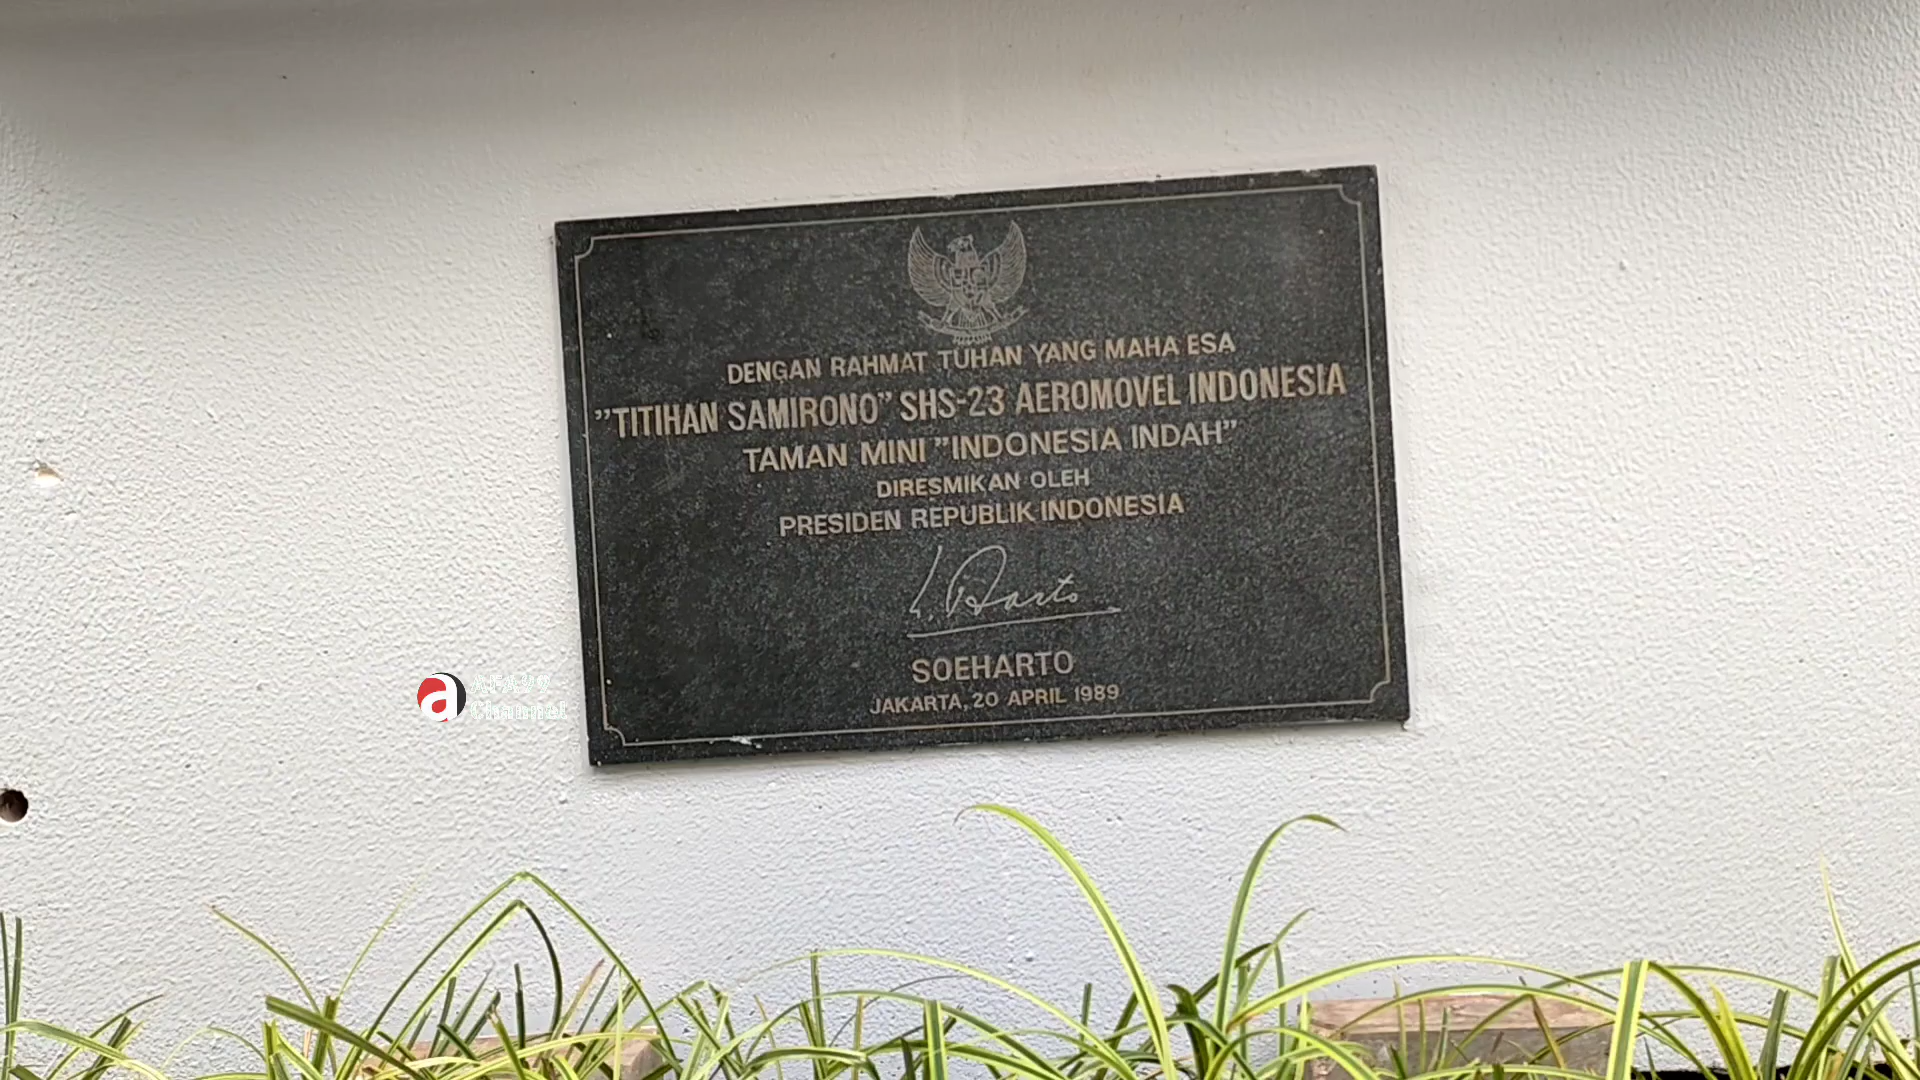 DENGAN RAHMAT TUHAN YANG MAHA ESA
"TITIHAN SAMIRONO" SHS-23 AEROMOVEL INDONESIA
TAMAN MINI "INDONESIA INDAH"
DIRESMIKAN OLEH
PRESIDEN REPUBLIK INDONESIA
SOEHARTO
JAKARTA, 20 APRIL 1989
a
Channel